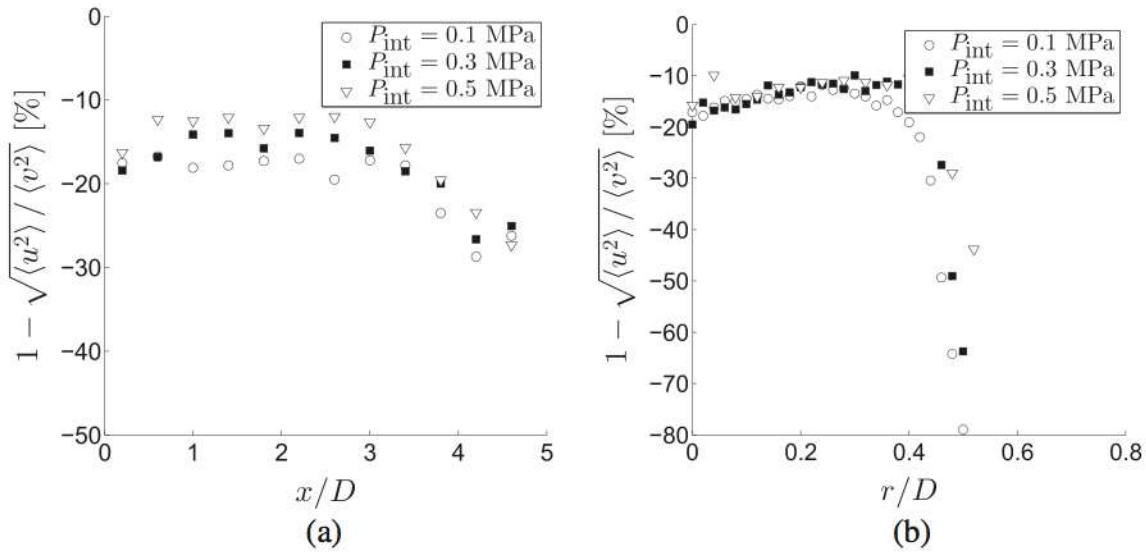 0
−10
−20
−30
−40
−50
0
1
2
3
4
5
1 − √⟨u²⟩ / ⟨v²⟩ [%]
x/D
P_int = 0.1 MPa
P_int = 0.3 MPa
P_int = 0.5 MPa
(a)
0
−10
−20
−30
−40
−50
−60
−70
−80
0
0.2
0.4
0.6
0.8
1 − √⟨u²⟩ / ⟨v²⟩ [%]
r/D
P_int = 0.1 MPa
P_int = 0.3 MPa
P_int = 0.5 MPa
(b)